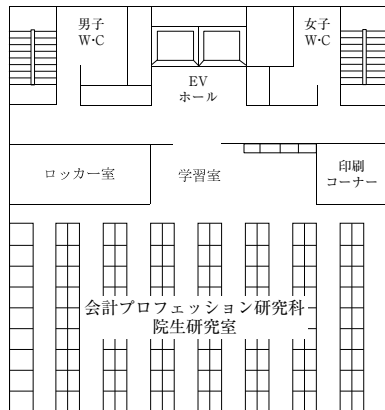 男子
W·C
女子
W·C
EV
ホール
ロッカー室
学習室
印刷
コーナー
会計プロフェッション研究科
院生研究室